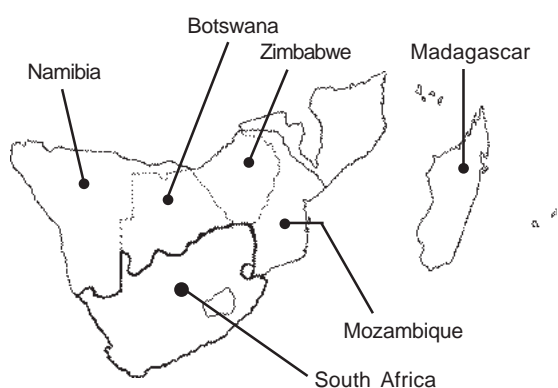 Botswana
Zimbabwe
Madagascar
Namibia
Mozambique
South Africa